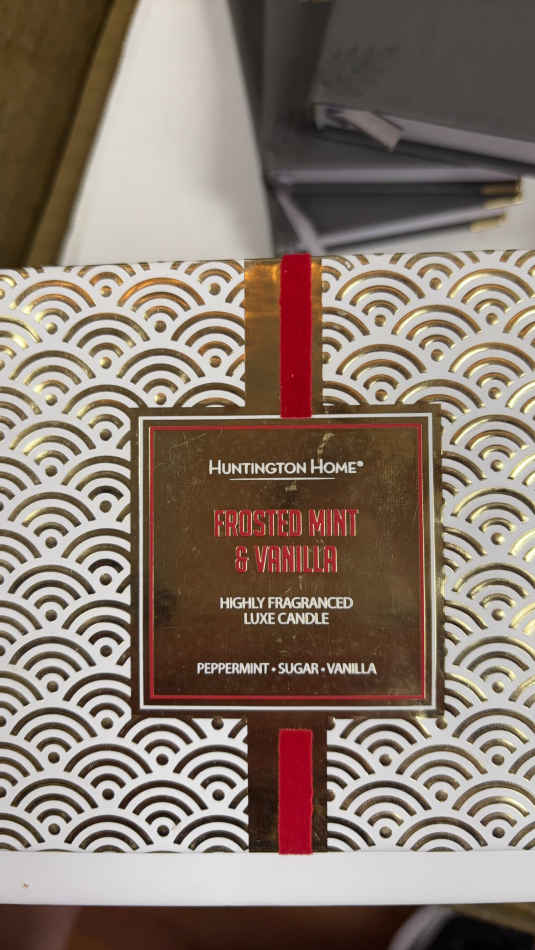 HUNTINGTON HOME®
FROSTED MINT
& VANILLA
HIGHLY FRAGRANCED
LUXE CANDLE
PEPPERMINT • SUGAR • VANILLA